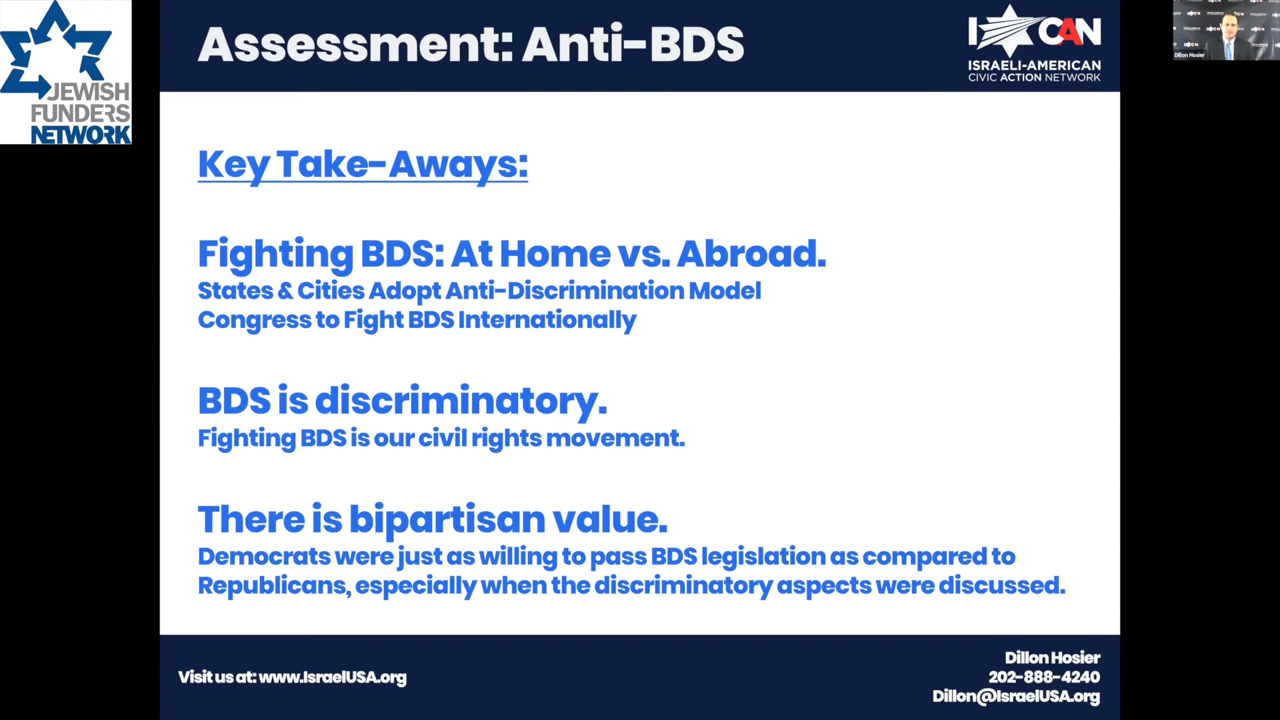 JEWISH
FUNDERS
NETWORK
Assessment: Anti-BDS
I CAN
ISRAELI-AMERICAN
CIVIC ACTION NETWORK
Dillon Hosier
Key Take-Aways:
Fighting BDS: At Home vs. Abroad.
States & Cities Adopt Anti-Discrimination Model
Congress to Fight BDS Internationally
BDS is discriminatory.
Fighting BDS is our civil rights movement.
There is bipartisan value.
Democrats were just as willing to pass BDS legislation as compared to
Republicans, especially when the discriminatory aspects were discussed.
Visit us at: www.IsraelUSA.org
Dillon Hosier
202-888-4240
Dillon@IsraelUSA.org